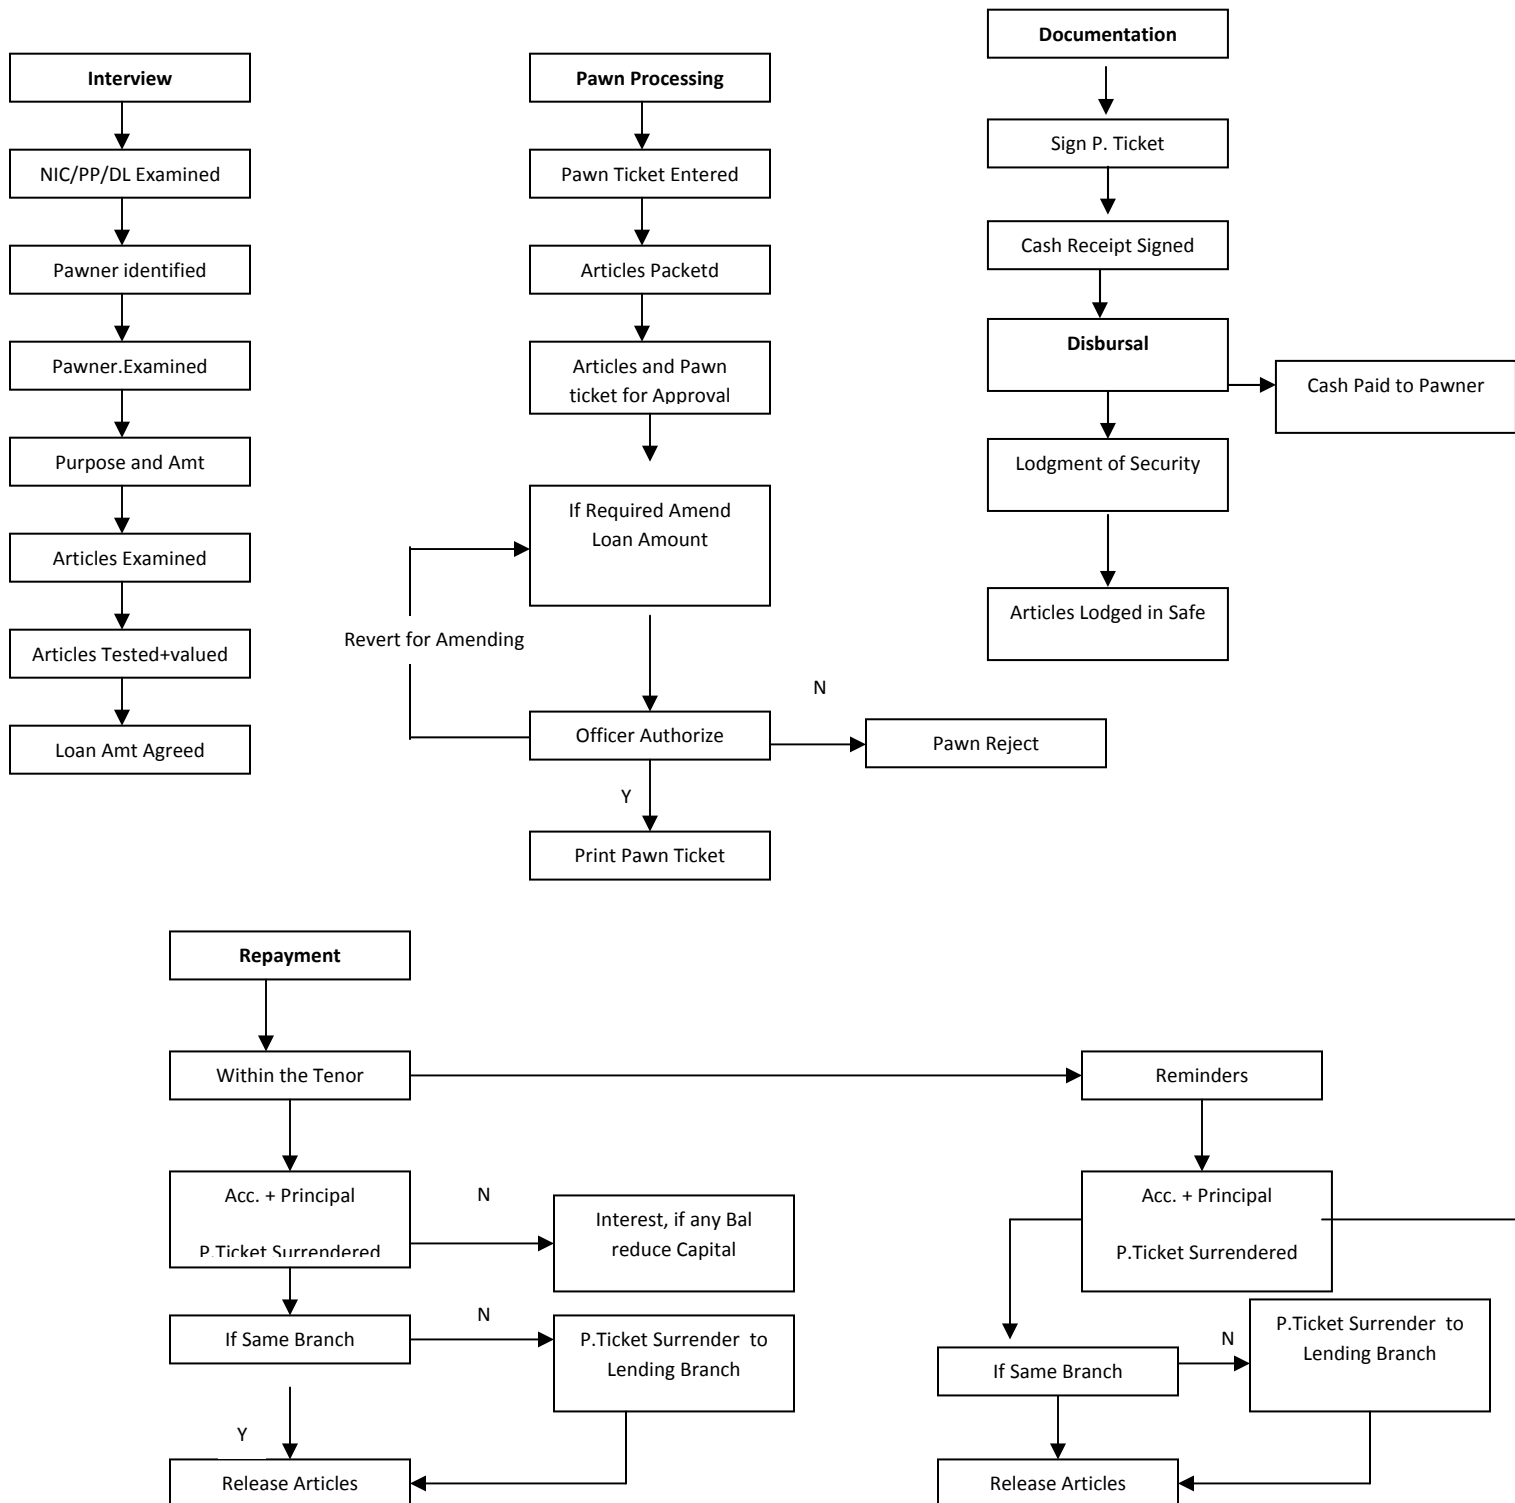 Interview
NIC/PP/DL Examined
Pawner identified
Pawner.Examined
Purpose and Amt
Articles Examined
Articles Tested+valued
Loan Amt Agreed
Pawn Processing
Pawn Ticket Entered
Articles Packetd
Articles and Pawn
ticket for Approval
If Required Amend
Loan Amount
Revert for Amending
Officer Authorize
N
Pawn Reject
Y
Print Pawn Ticket
Documentation
Sign P. Ticket
Cash Receipt Signed
Disbursal
Cash Paid to Pawner
Lodgment of Security
Articles Lodged in Safe
Repayment
Within the Tenor
Acc. + Principal
P.Ticket Surrendered
N
Interest, if any Bal
reduce Capital
If Same Branch
N
P.Ticket Surrender to
Lending Branch
Y
Release Articles
Reminders
Acc. + Principal
P.Ticket Surrendered
If Same Branch
N
P.Ticket Surrender to
Lending Branch
Release Articles